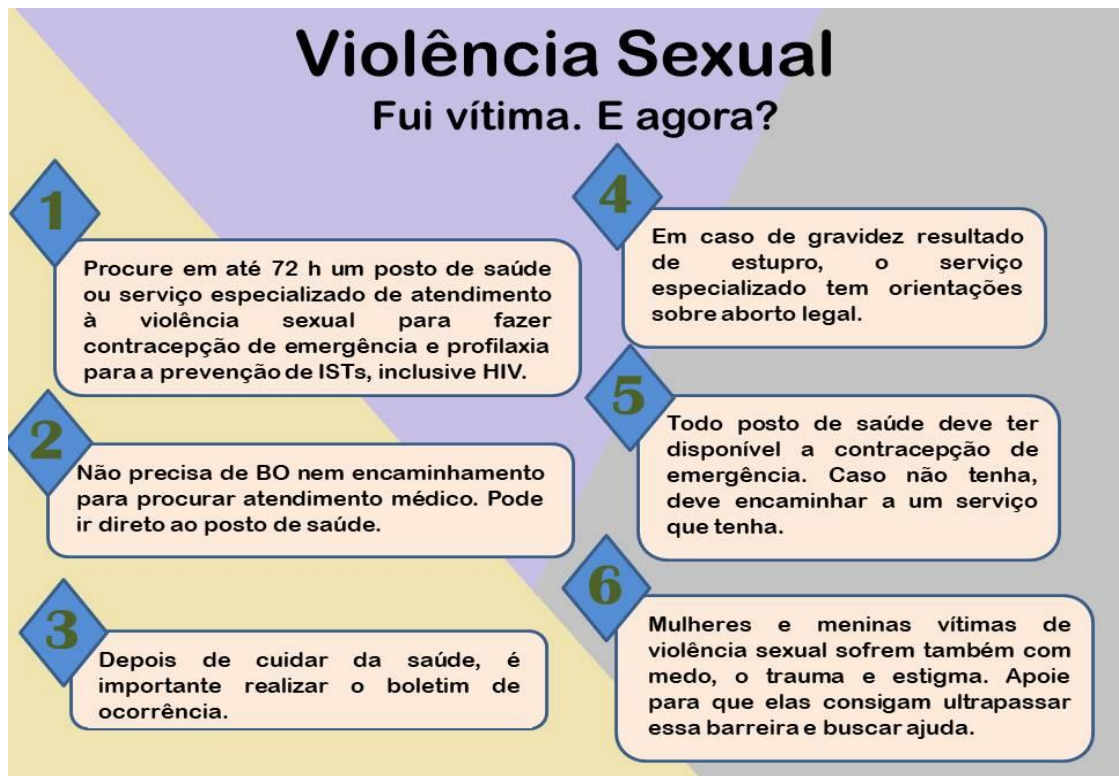 Violência Sexual
Fui vítima. E agora?
1
Procure em até 72 h um posto de saúde
ou serviço especializado de atendimento
à violência sexual para fazer
contracepção de emergência e profilaxia
para a prevenção de ISTs, inclusive HIV.
2
Não precisa de BO nem encaminhamento
para procurar atendimento médico. Pode
ir direto ao posto de saúde.
3
Depois de cuidar da saúde, é
importante realizar o boletim de
ocorrência.
4
Em caso de gravidez resultado
de estupro, o serviço
especializado tem orientações
sobre aborto legal.
5
Todo posto de saúde deve ter
disponível a contracepção de
emergência. Caso não tenha,
deve encaminhar a um serviço
que tenha.
6
Mulheres e meninas vítimas de
violência sexual sofrem também com
medo, o trauma e estigma. Apoie
para que elas consigam ultrapassar
essa barreira e buscar ajuda.